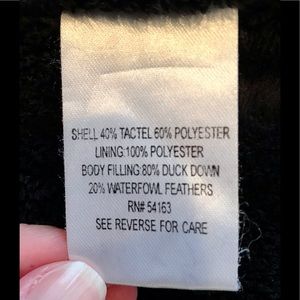 SHELL 40% TACTEL 60% POLYESTER
LINING:100% POLYESTER
BODY FILLING:80% DUCK DOWN
20% WATERFOWL FEATHERS
RN# 54163
SEE REVERSE FOR CARE